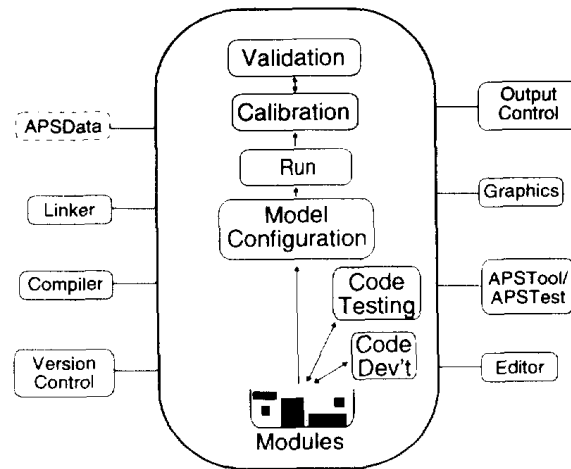 Validation
Calibration
Run
Model
Configuration
Code
Testing
Code
Dev't
Modules
APSData
Linker
Compiler
Version
Control
Output
Control
Graphics
APSTool/
APSTest
Editor